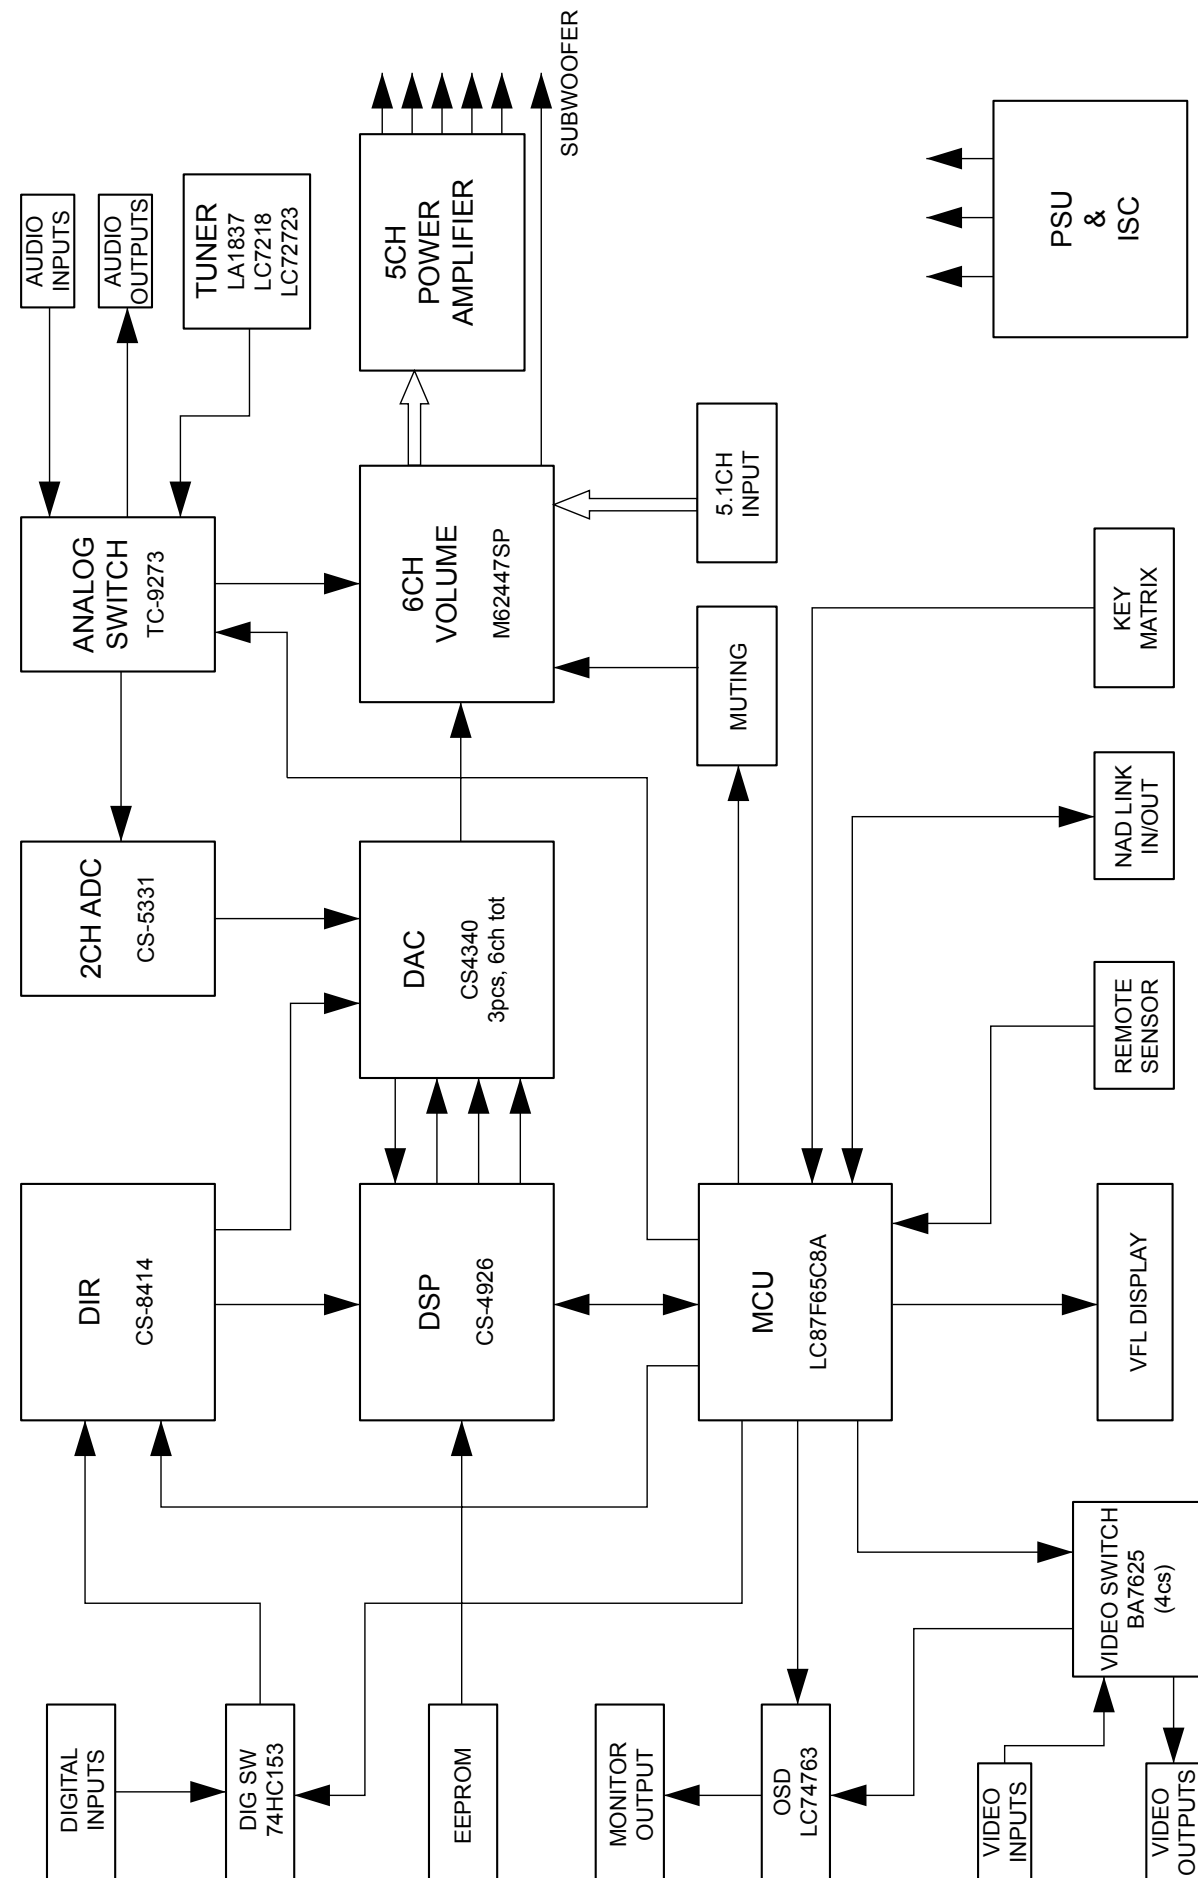 DIGITAL
INPUTS
DIG SW
74HC153
EEPROM
MONITOR
OUTPUT
OSD
LC74763
VIDEO
INPUTS
VIDEO
OUTPUTS
VIDEO SWITCH
BA7625
(4cs)
DIR
CS-8414
DSP
CS-4926
MCU
LC87F65C8A
VFL DISPLAY
2CH ADC
CS-5331
DAC
CS4340
3pcs, 6ch tot
REMOTE
SENSOR
NAD LINK
IN/OUT
KEY
MATRIX
ANALOG
SWITCH
TC-9273
6CH
VOLUME
M62447SP
MUTING
5.1CH
INPUT
AUDIO
INPUTS
AUDIO
OUTPUTS
TUNER
LA1837
LC7218
LC72723
5CH
POWER
AMPLIFIER
SUBWOOFER
PSU
&
ISC